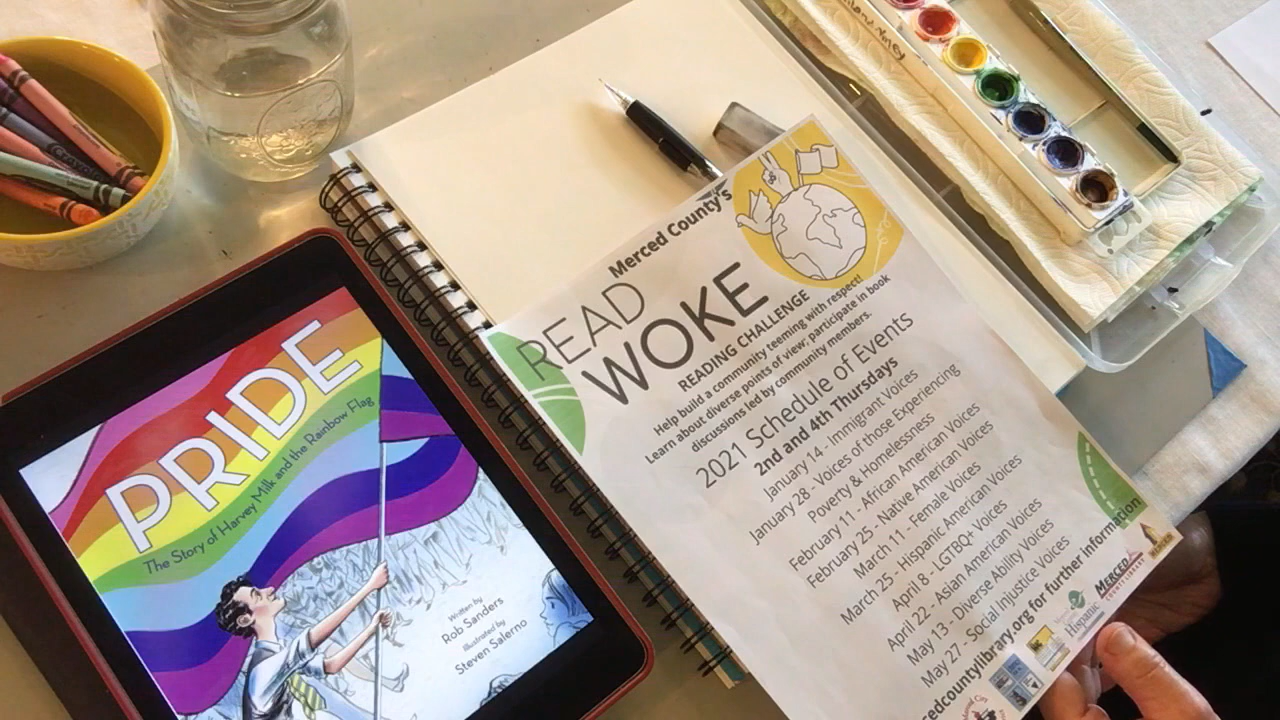 Crayola
PRIDE
The Story of Harvey Milk and the Rainbow Flag
Written by
Rob Sanders
Illustrated by
Steven Salerno
Merced County's
READ
WOKE
READING CHALLENGE
Help build a community teeming with respect!
Learn about diverse points of view; participate in book
discussions led by community members.
2021 Schedule of Events
2nd and 4th Thursdays
January 14 - Immigrant Voices
January 28 - Voices of those Experiencing
Poverty & Homelessness
February 11 - African American Voices
February 25 - Native American Voices
March 11 - Female Voices
March 25 - Hispanic American Voices
April 8 - LGTBQ+ Voices
April 22 - Asian American Voices
May 13 - Diverse Ability Voices
May 27 - Social Injustice Voices
edcountylibrary.org for further information
MERCED
Hispanic